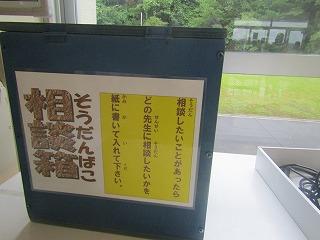 相談したいことがあったら
どの先生に相談したいかを
紙に書いて入れて下さい。
そうだんばこ
相談箱